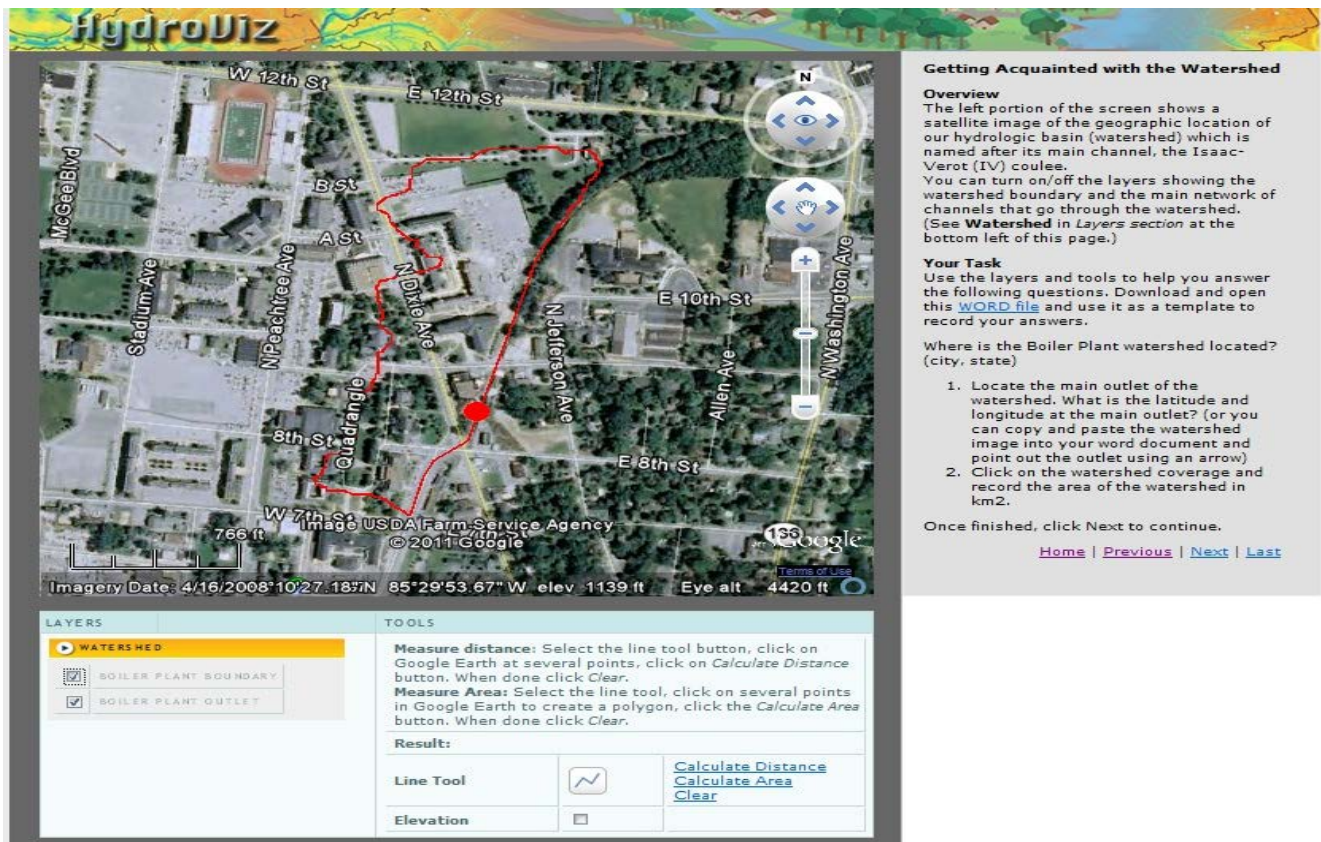 HydroViz
W 12th St
E 12th St
N
McGee Blvd
B St
A St
Stadium Ave
N Peachtree Ave
N Dixie Ave
E 10th St
N Jefferson Ave
N Washington Ave
Allen Ave
Quadrangle
8th St
E 8th St
W 7th St
766 ft
Image USDA Farm Service Agency
© 2011 Google
Google
Terms of Use
Imagery Date: 4/16/2008 10'27.18"N 85°29'53.67" W elev 1139 ft Eye alt 4420 ft
Getting Acquainted with the Watershed
Overview
The left portion of the screen shows a
satellite image of the geographic location of
our hydrologic basin (watershed) which is
named after its main channel, the Isaac-
Verot (IV) coulee.
You can turn on/off the layers showing the
watershed boundary and the main network of
channels that go through the watershed.
(See Watershed in Layers section at the
bottom left of this page.)
Your Task
Use the layers and tools to help you answer
the following questions. Download and open
this WORD file and use it as a template to
record your answers.
Where is the Boiler Plant watershed located?
(city, state)
1. Locate the main outlet of the
watershed. What is the latitude and
longitude at the main outlet? (or you
can copy and paste the watershed
image into your word document and
point out the outlet using an arrow)
2. Click on the watershed coverage and
record the area of the watershed in
km2.
Once finished, click Next to continue.
Home | Previous | Next | Last
LAYERS
WATERSHED
BOILER PLANT BOUNDARY
BOILER PLANT OUTLET
TOOLS
Measure distance: Select the line tool button, click on
Google Earth at several points, click on Calculate Distance
button. When done click Clear.
Measure Area: Select the line tool, click on several points
in Google Earth to create a polygon, click the Calculate Area
button. When done click Clear.
Result:
Line Tool
Calculate Distance
Calculate Area
Clear
Elevation